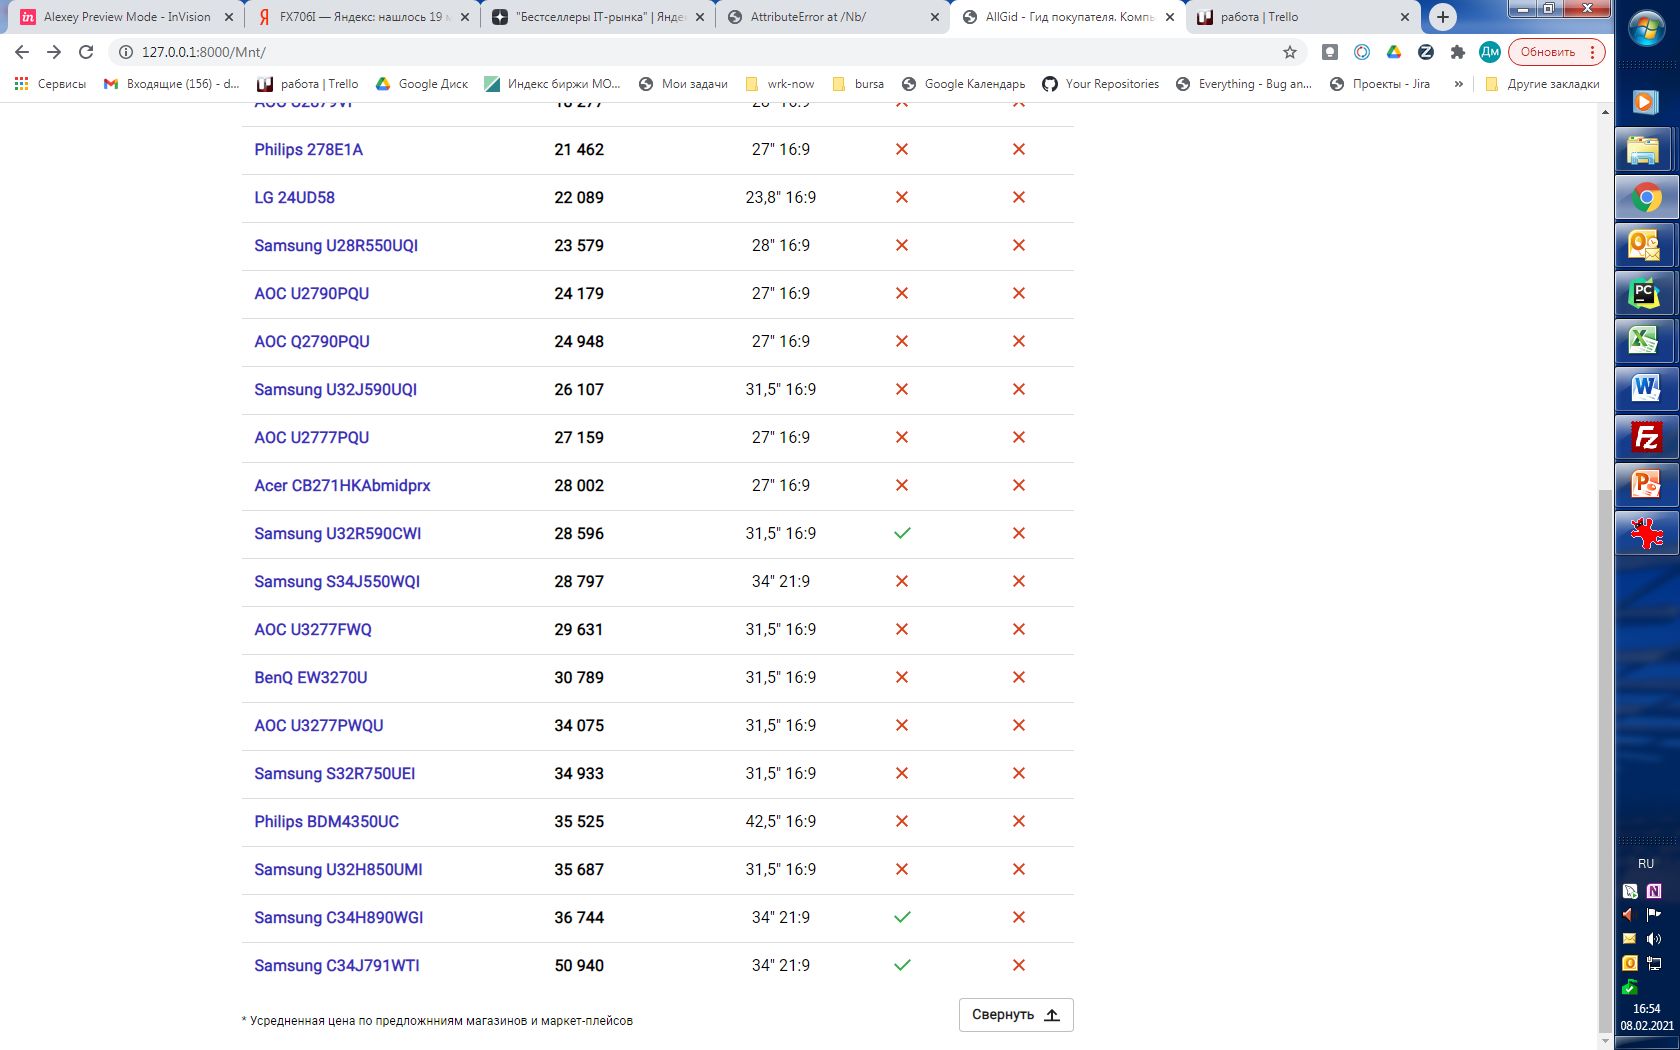 Alexey Preview Mode - InVision
FX706I — Яндекс: нашлось 19 м
"Бестселлеры IT-рынка" | Янде
AttributeError at /Nb/
AllGid - Гид покупателя. Компь
работа | Trello
127.0.0.1:8000/Mnt/
Дм
Обновить
Сервисы
Входящие (156) - d...
работа | Trello
Google Диск
Индекс биржи МО...
Мои задачи
wrk-now
bursa
Google Календарь
Your Repositories
Everything - Bug an...
Проекты - Jira
»
Другие закладки
Philips 278E1A 21 462 27" 16:9
LG 24UD58 22 089 23,8" 16:9
Samsung U28R550UQI 23 579 28" 16:9
AOC U2790PQU 24 179 27" 16:9
AOC Q2790PQU 24 948 27" 16:9
Samsung U32J590UQI 26 107 31,5" 16:9
AOC U2777PQU 27 159 27" 16:9
Acer CB271HKAbmidprx 28 002 27" 16:9
Samsung U32R590CWI 28 596 31,5" 16:9
Samsung S34J550WQI 28 797 34" 21:9
AOC U3277FWQ 29 631 31,5" 16:9
BenQ EW3270U 30 789 31,5" 16:9
AOC U3277PWQU 34 075 31,5" 16:9
Samsung S32R750UEI 34 933 31,5" 16:9
Philips BDM4350UC 35 525 42,5" 16:9
Samsung U32H850UMI 35 687 31,5" 16:9
Samsung C34H890WGI 36 744 34" 21:9
Samsung C34J791WTI 50 940 34" 21:9
* Усредненная цена по предложнниям магазинов и маркет-плейсов
Свернуть
RU
16:54
08.02.2021